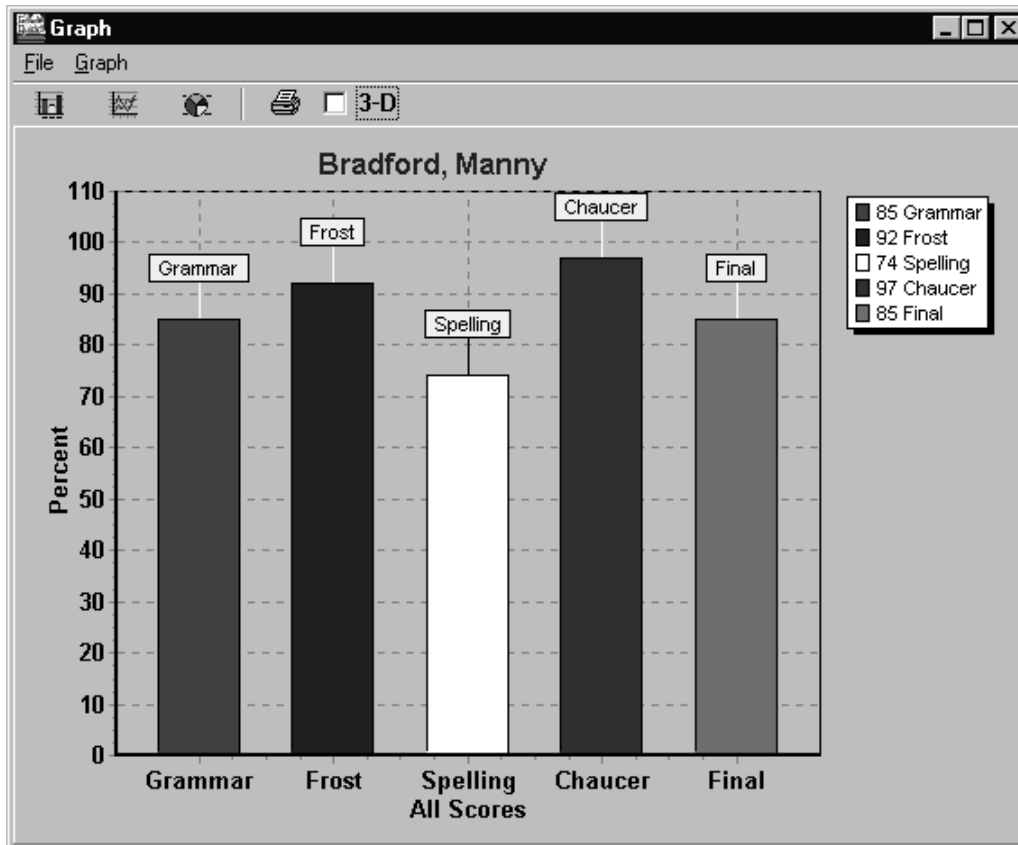 Graph
File Graph
3-D
Bradford, Manny
110
100
90
80
70
60
50
40
30
20
10
0
Percent
Grammar
Frost
Spelling
Chaucer
Final
85 Grammar
92 Frost
74 Spelling
97 Chaucer
85 Final
Grammar Frost Spelling Chaucer Final
All Scores